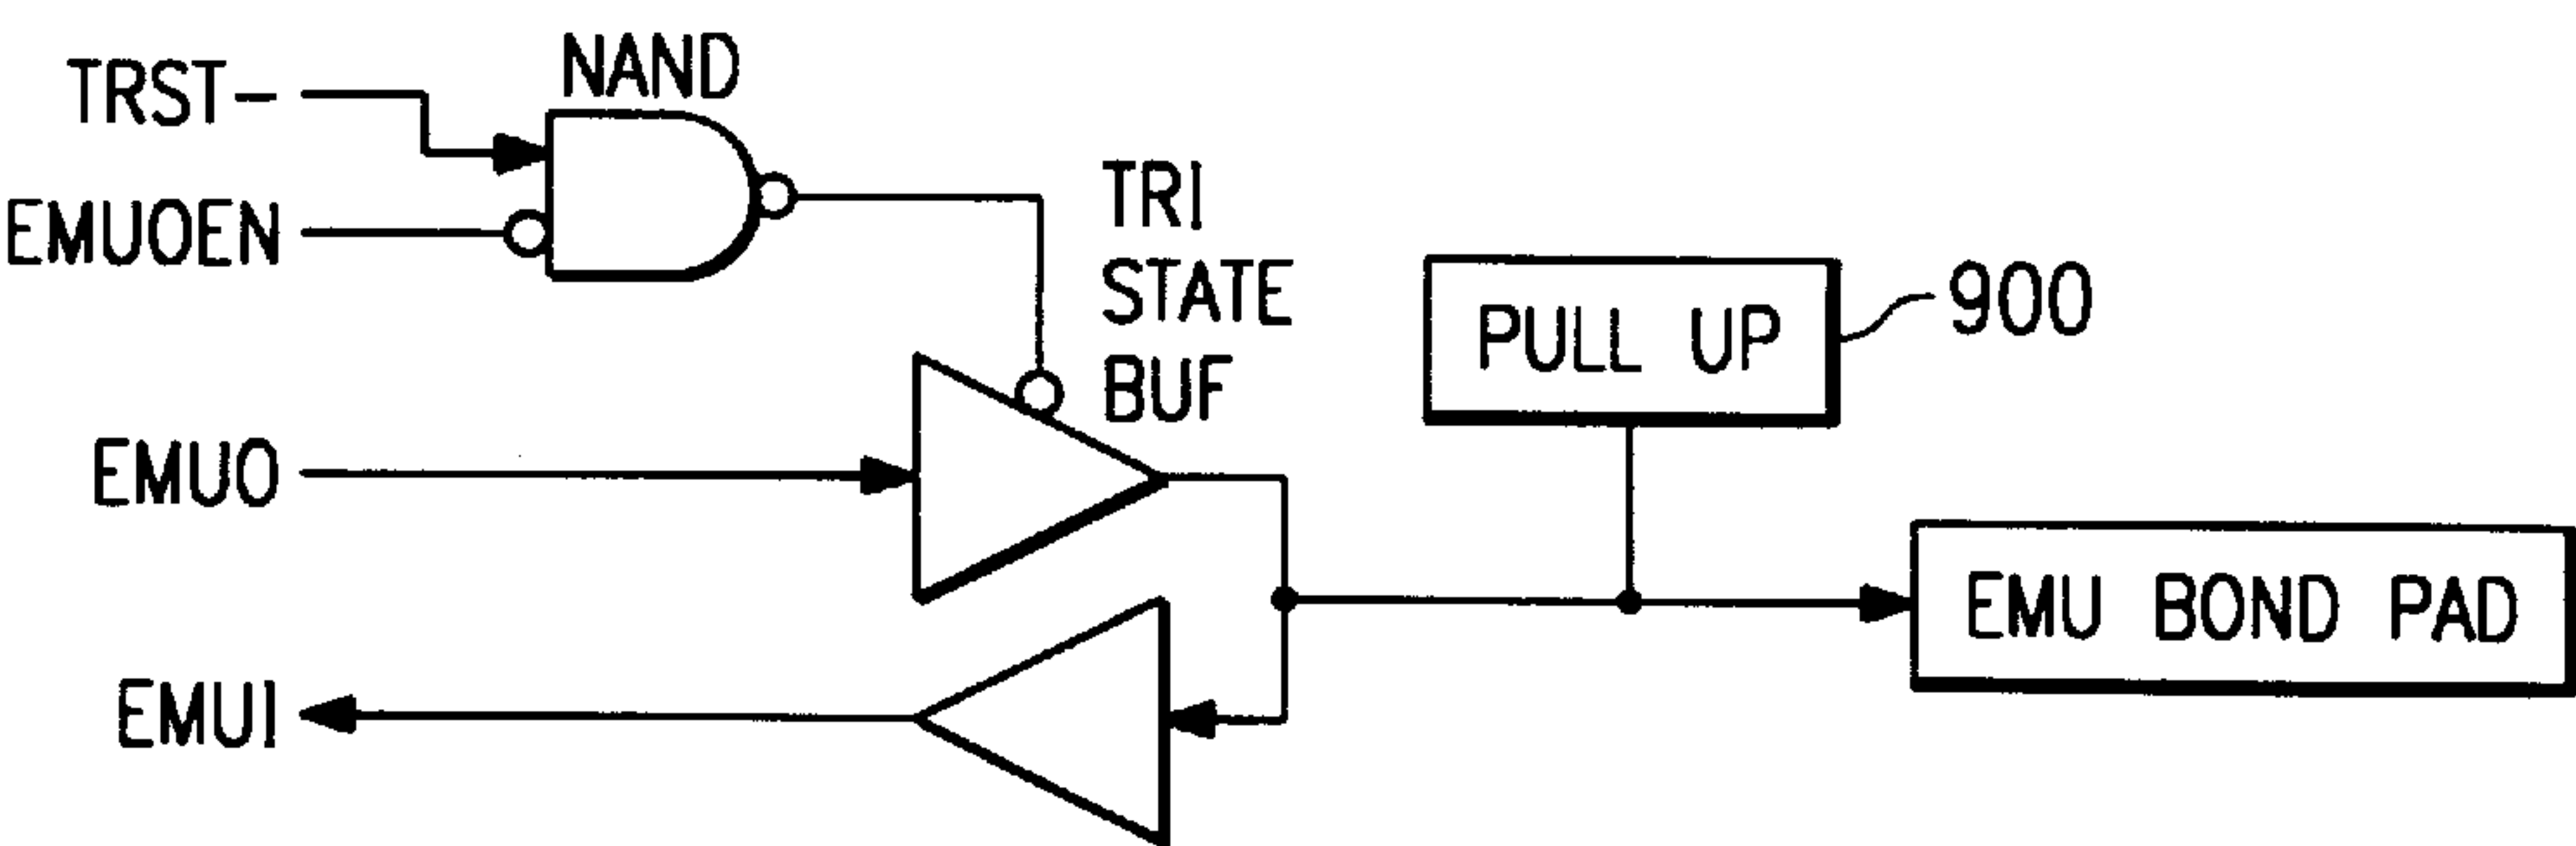 NAND
TRST-
EMUOEN
TRI
STATE
BUF
PULL UP
900
EMUO
EMU BOND PAD
EMUI